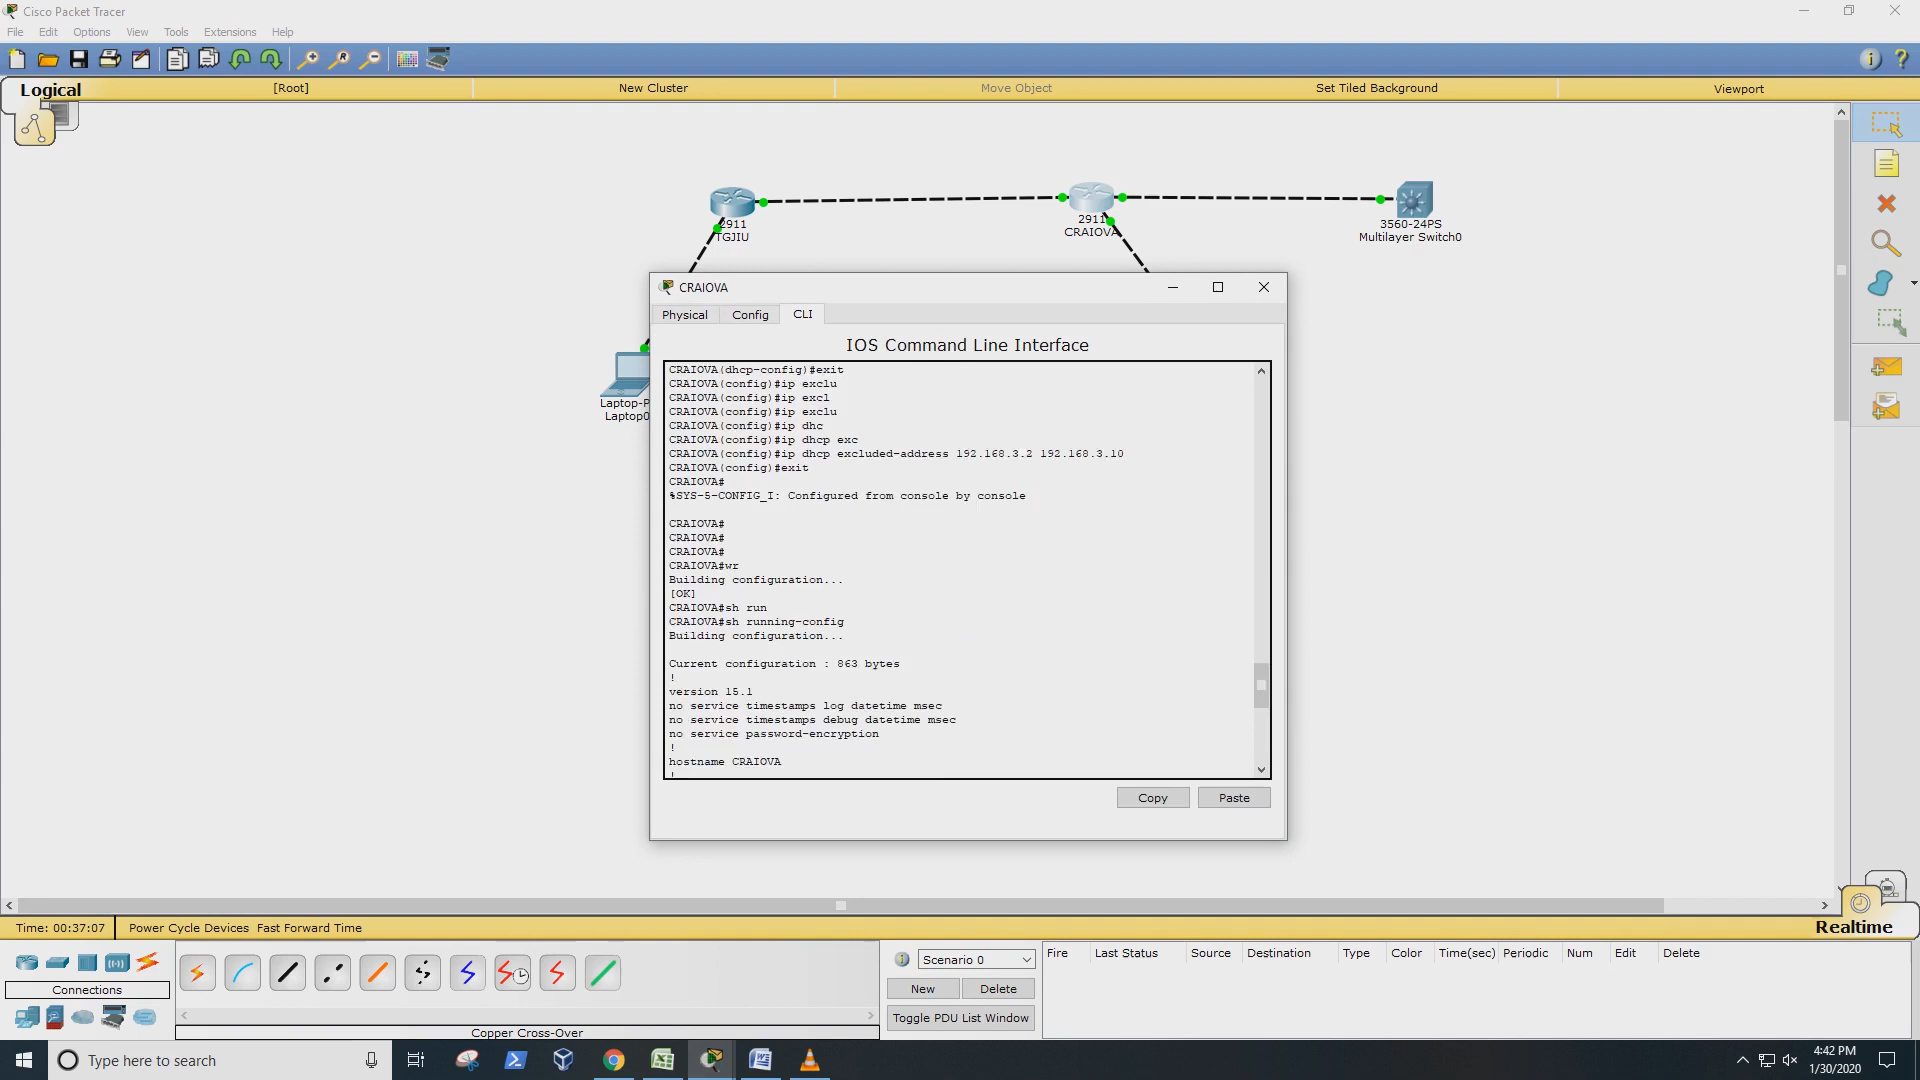 Cisco Packet Tracer
File Edit Options View Tools Extensions Help
Logical [Root] New Cluster Move Object Set Tiled Background Viewport
2911
TGJIU
2911
CRAIOVA
3560-24PS
Multilayer Switch0
CRAIOVA
Physical Config CLI
IOS Command Line Interface
Laptop-P
Laptop0
CRAIOVA(dhcp-config)#exit
CRAIOVA(config)#ip exclu
CRAIOVA(config)#ip excl
CRAIOVA(config)#ip exclu
CRAIOVA(config)#ip dhc
CRAIOVA(config)#ip dhcp exc
CRAIOVA(config)#ip dhcp excluded-address 192.168.3.2 192.168.3.10
CRAIOVA(config)#exit
CRAIOVA#
%SYS-5-CONFIG_I: Configured from console by console
CRAIOVA#
CRAIOVA#
CRAIOVA#
CRAIOVA#wr
Building configuration...
[OK]
CRAIOVA#sh run
CRAIOVA#sh running-config
Building configuration...
Current configuration : 863 bytes
!
version 15.1
no service timestamps log datetime msec
no service timestamps debug datetime msec
no service password-encryption
!
hostname CRAIOVA
!
Copy Paste
Time: 00:37:07 Power Cycle Devices Fast Forward Time Realtime
Connections
Copper Cross-Over
Scenario 0
New Delete
Toggle PDU List Window
Fire Last Status Source Destination Type Color Time(sec) Periodic Num Edit Delete
Type here to search
4:42 PM
1/30/2020